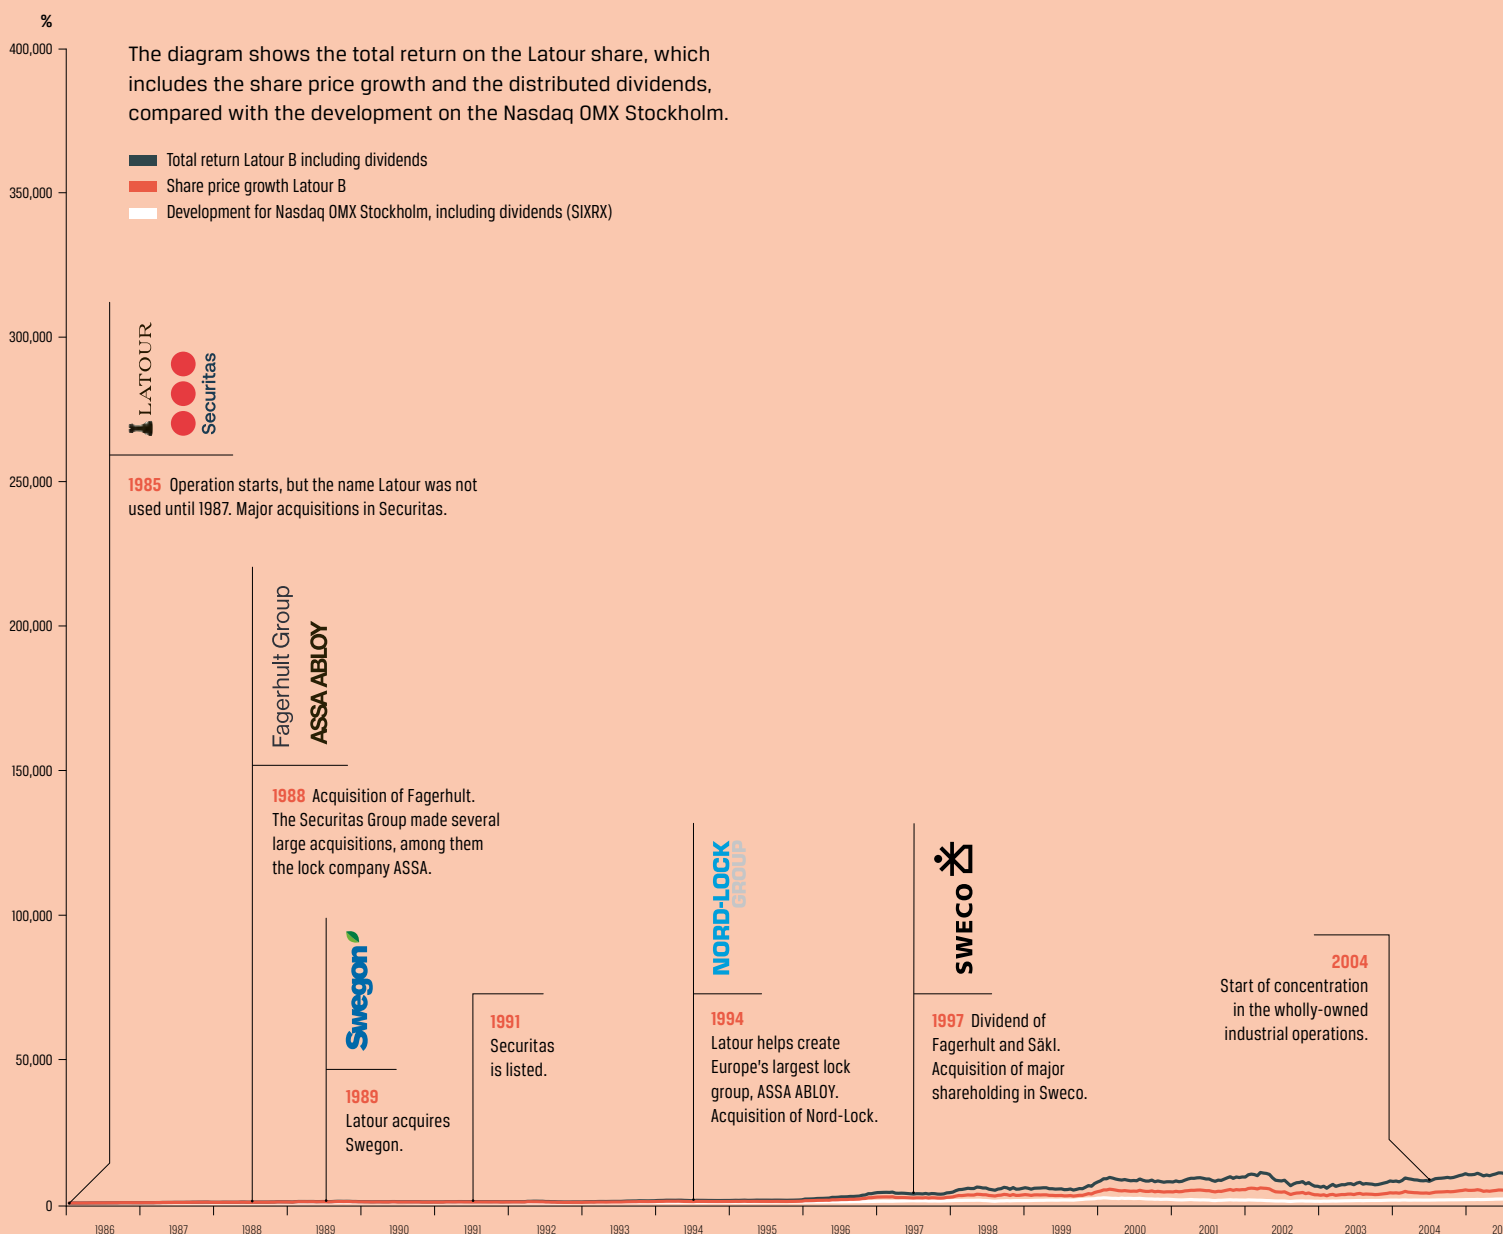 %
400,000
350,000
300,000
250,000
200,000
150,000
100,000
50,000
0
The diagram shows the total return on the Latour share, which
includes the share price growth and the distributed dividends,
compared with the development on the Nasdaq OMX Stockholm.
Total return Latour B including dividends
Share price growth Latour B
Development for Nasdaq OMX Stockholm, including dividends (SIXRX)
LATOUR
Securitas
1985 Operation starts, but the name Latour was not
used until 1987. Major acquisitions in Securitas.
Fagerhult Group
ASSA ABLOY
1988 Acquisition of Fagerhult.
The Securitas Group made several
large acquisitions, among them
the lock company ASSA.
Swegon
1989
Latour acquires
Swegon.
1991
Securitas
is listed.
NORD-LOCK
GROUP
1994
Latour helps create
Europe's largest lock
group, ASSA ABLOY.
Acquisition of Nord-Lock.
SWECO
1997 Dividend of
Fagerhult and Säkl.
Acquisition of major
shareholding in Sweco.
2004
Start of concentration
in the wholly-owned
industrial operations.
1986 1987 1988 1989 1990 1991 1992 1993 1994 1995 1996 1997 1998 1999 2000 2001 2002 2003 2004